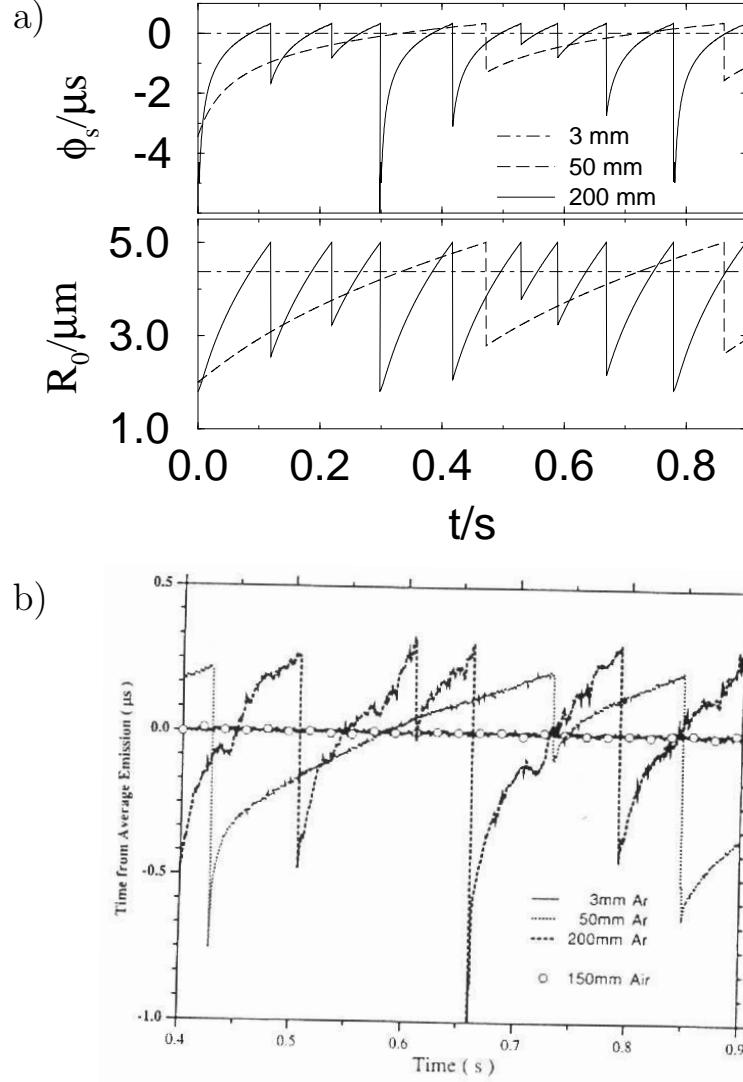 a)
0
-2
-4
ϕs/μs
3 mm
50 mm
200 mm
5.0
3.0
1.0
R0/μm
0.0 0.2 0.4 0.6 0.8
t/s
b)
0.5
0.0
-0.5
-1.0
Time from Average Emission ( μs )
3mm Ar
50mm Ar
200mm Ar
150mm Air
0.4 0.5 0.6 0.7 0.8 0.9
Time ( s )